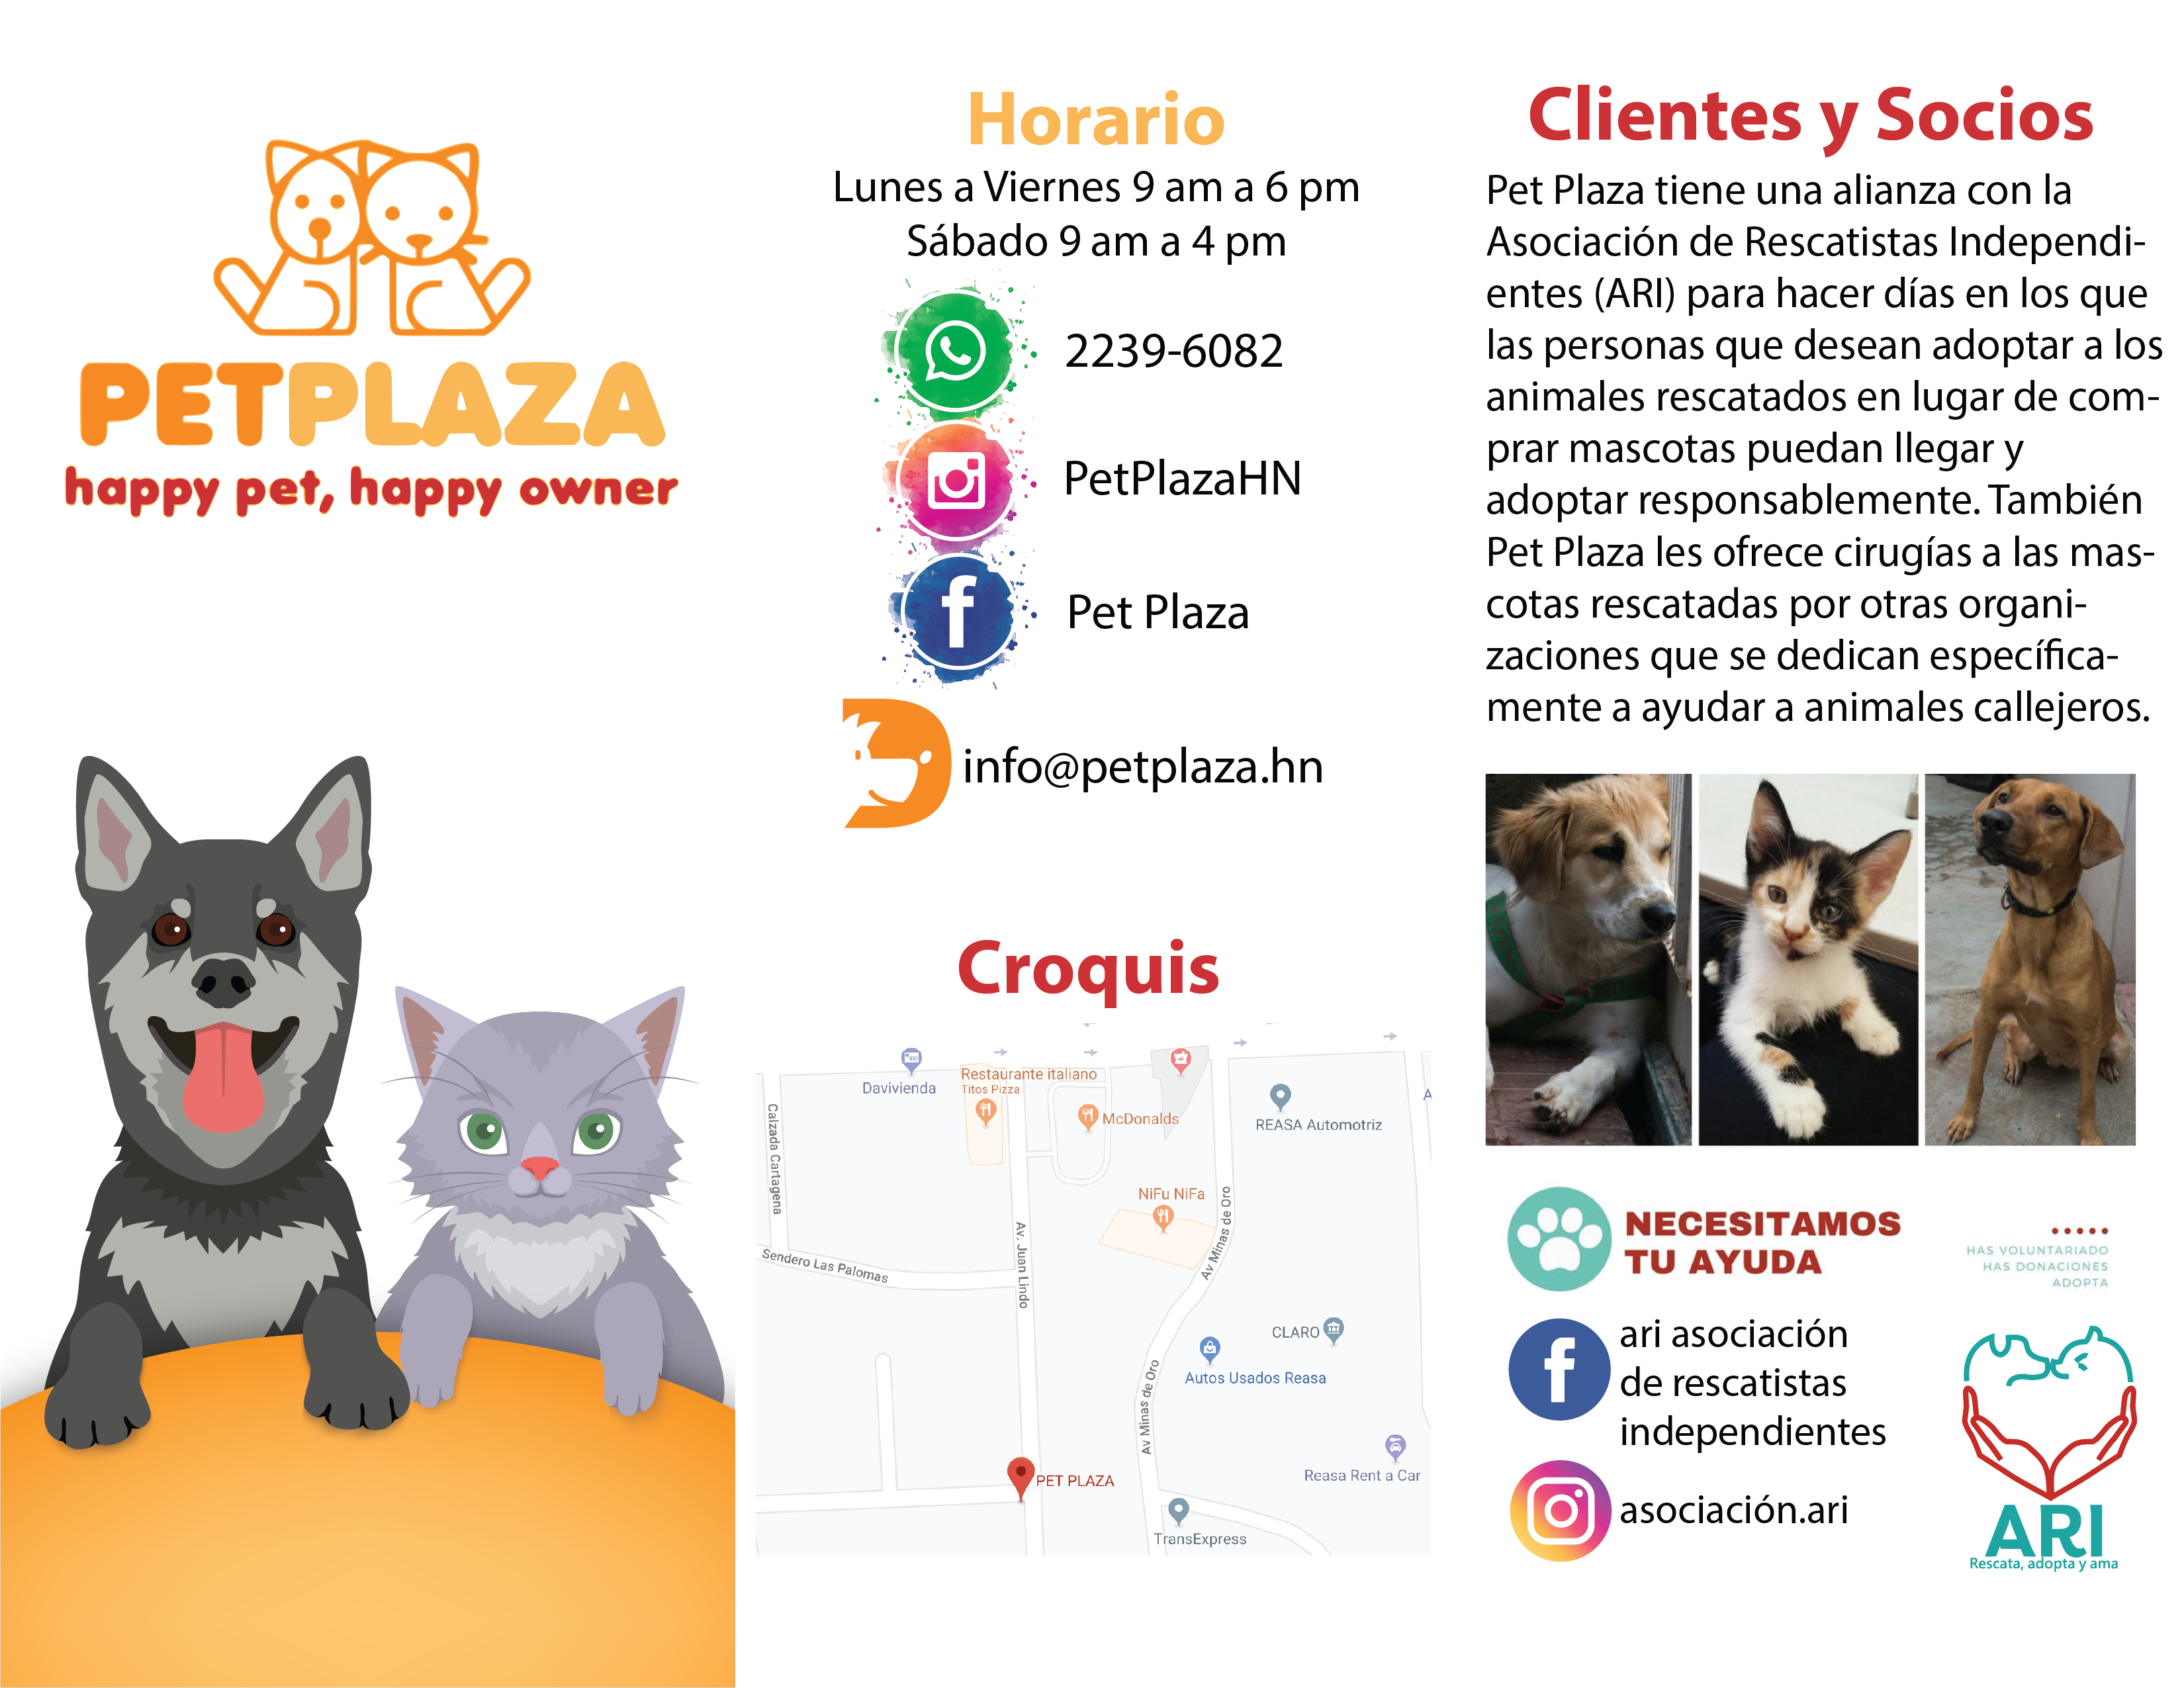 PETPLAZA
happy pet, happy owner
Horario
Lunes a Viernes 9 am a 6 pm
Sábado 9 am a 4 pm
2239-6082
PetPlazaHN
Pet Plaza
info@petplaza.hn
Croquis
Davivienda
Restaurante italiano
Titos Pizza
McDonalds
REASA Automotriz
A
Calzada Cartagena
NiFu NiFa
Av. Juan Lindo
Av Minas de Oro
Sendero Las Palomas
CLARO
Autos Usados Reasa
Av Minas de Oro
Reasa Rent a Car
PET PLAZA
TransExpress
Clientes y Socios
Pet Plaza tiene una alianza con la
Asociación de Rescatistas Independi-
entes (ARI) para hacer días en los que
las personas que desean adoptar a los
animales rescatados en lugar de com-
prar mascotas puedan llegar y
adoptar responsablemente. También
Pet Plaza les ofrece cirugías a las mas-
cotas rescatadas por otras organi-
zaciones que se dedican específica-
mente a ayudar a animales callejeros.
NECESITAMOS
TU AYUDA
HAS VOLUNTARIADO
HAS DONACIONES
ADOPTA
ari asociación
de rescatistas
independientes
asociación.ari
ARI
Rescata, adopta y ama